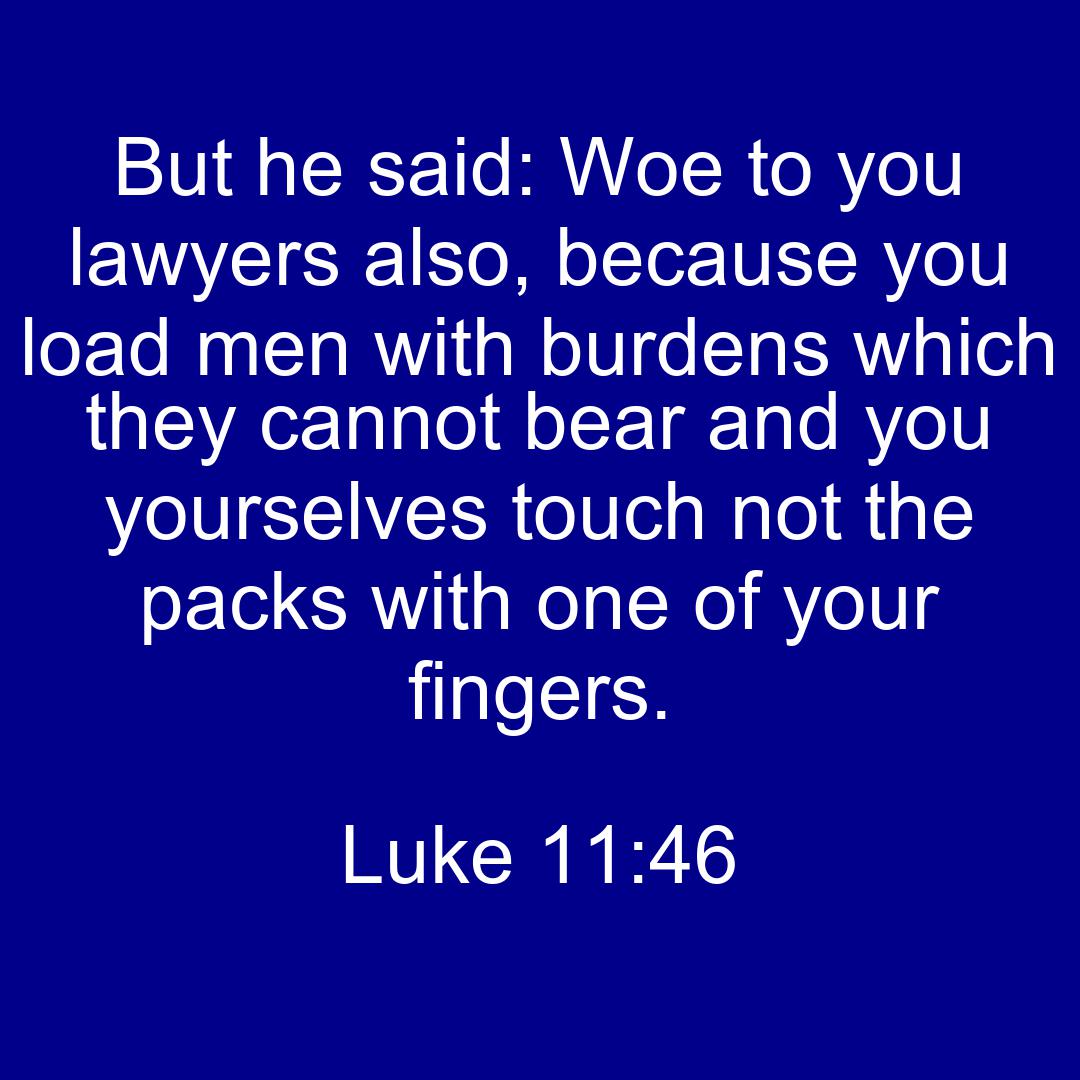 But he said: Woe to you
lawyers also, because you
load men with burdens which
they cannot bear and you
yourselves touch not the
packs with one of your
fingers.
Luke 11:46